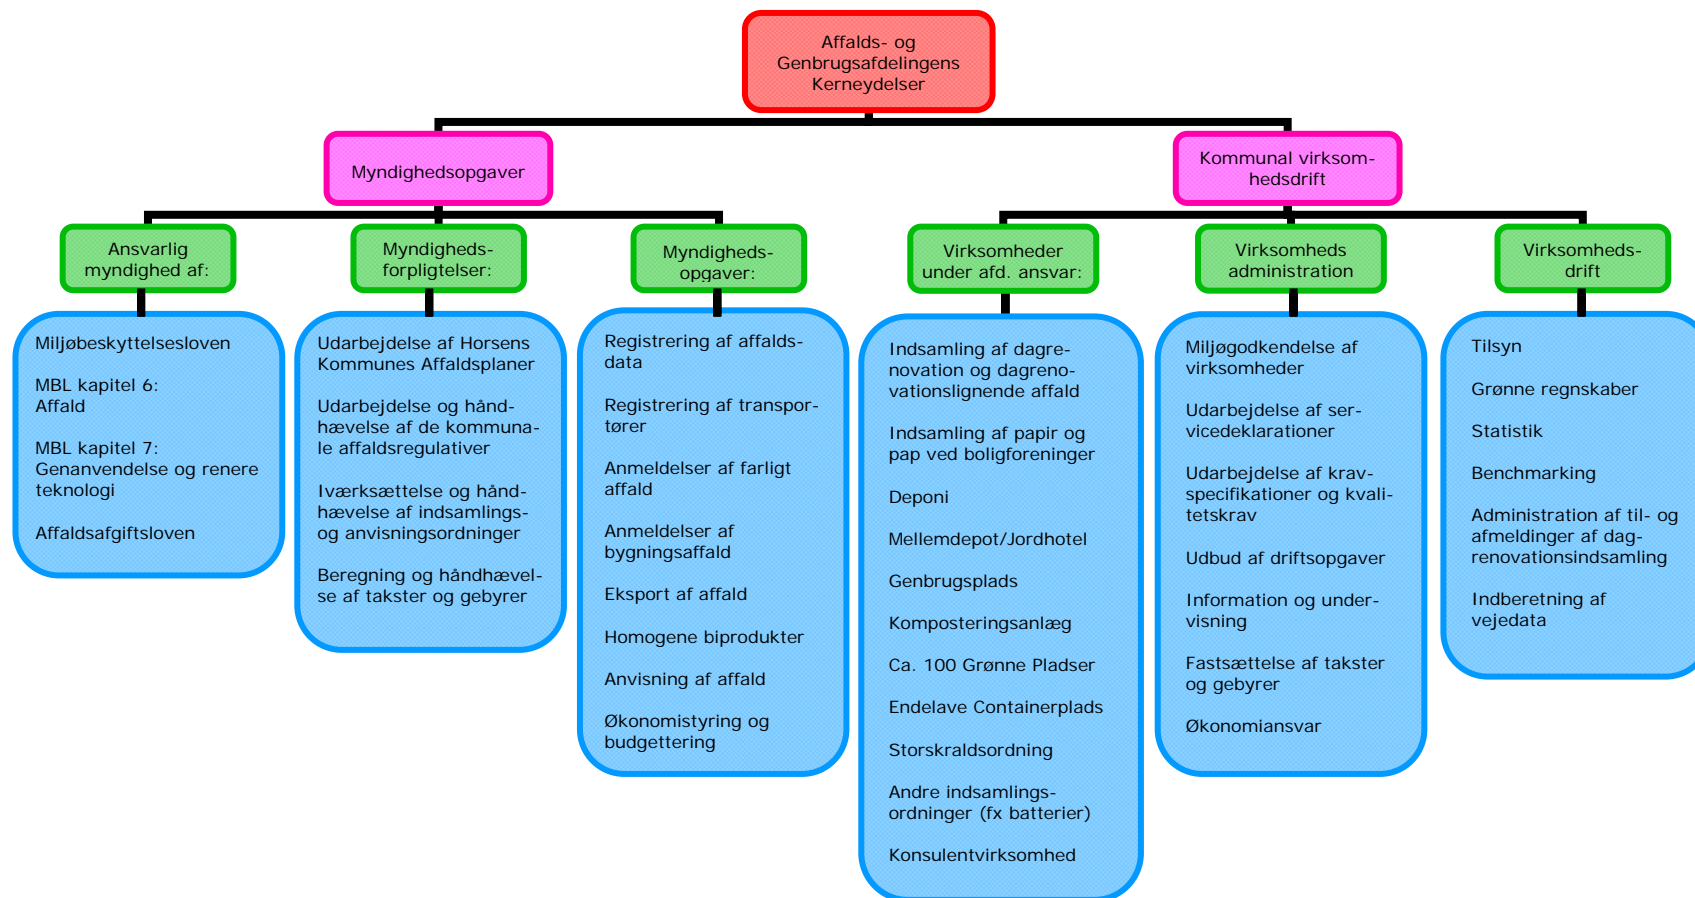 Affalds- og
Genbrugsafdelingens
Kerneydelser
Myndighedsopgaver
Kommunal virksom-
hedsdrift
Ansvarlig
myndighed af:
Myndigheds-
forpligtelser:
Myndigheds-
opgaver:
Virksomheder
under afd. ansvar:
Virksomheds
administration
Virksomheds-
drift
Miljøbeskyttelsesloven
MBL kapitel 6:
Affald
MBL kapitel 7:
Genanvendelse og renere
teknologi
Affaldsafgiftsloven
Udarbejdelse af Horsens
Kommunes Affaldsplaner
Udarbejdelse og hånd-
hævelse af de kommuna-
le affaldsregulativer
Iværksættelse og hånd-
hævelse af indsamlings-
og anvisningsordninger
Beregning og håndhævel-
se af takster og gebyrer
Registrering af affalds-
data
Registrering af transpor-
tører
Anmeldelser af farligt
affald
Anmeldelser af
bygningsaffald
Eksport af affald
Homogene biprodukter
Anvisning af affald
Økonomistyring og
budgettering
Indsamling af dagre-
novation og dagreno-
vationslignende affald
Indsamling af papir og
pap ved boligforeninger
Deponi
Mellemdepot/Jordhotel
Genbrugsplads
Komposteringsanlæg
Ca. 100 Grønne Pladser
Endelave Containerplads
Storskraldsordning
Andre indsamlings-
ordninger (fx batterier)
Konsulentvirksomhed
Miljøgodkendelse af
virksomheder
Udarbejdelse af ser-
vicedeklarationer
Udarbejdelse af krav-
specifikationer og kvali-
tetskrav
Udbud af driftsopgaver
Information og under-
visning
Fastsættelse af takster
og gebyrer
Økonomiansvar
Tilsyn
Grønne regnskaber
Statistik
Benchmarking
Administration af til- og
afmeldinger af dag-
renovationsindsamling
Indberetning af
vejedata